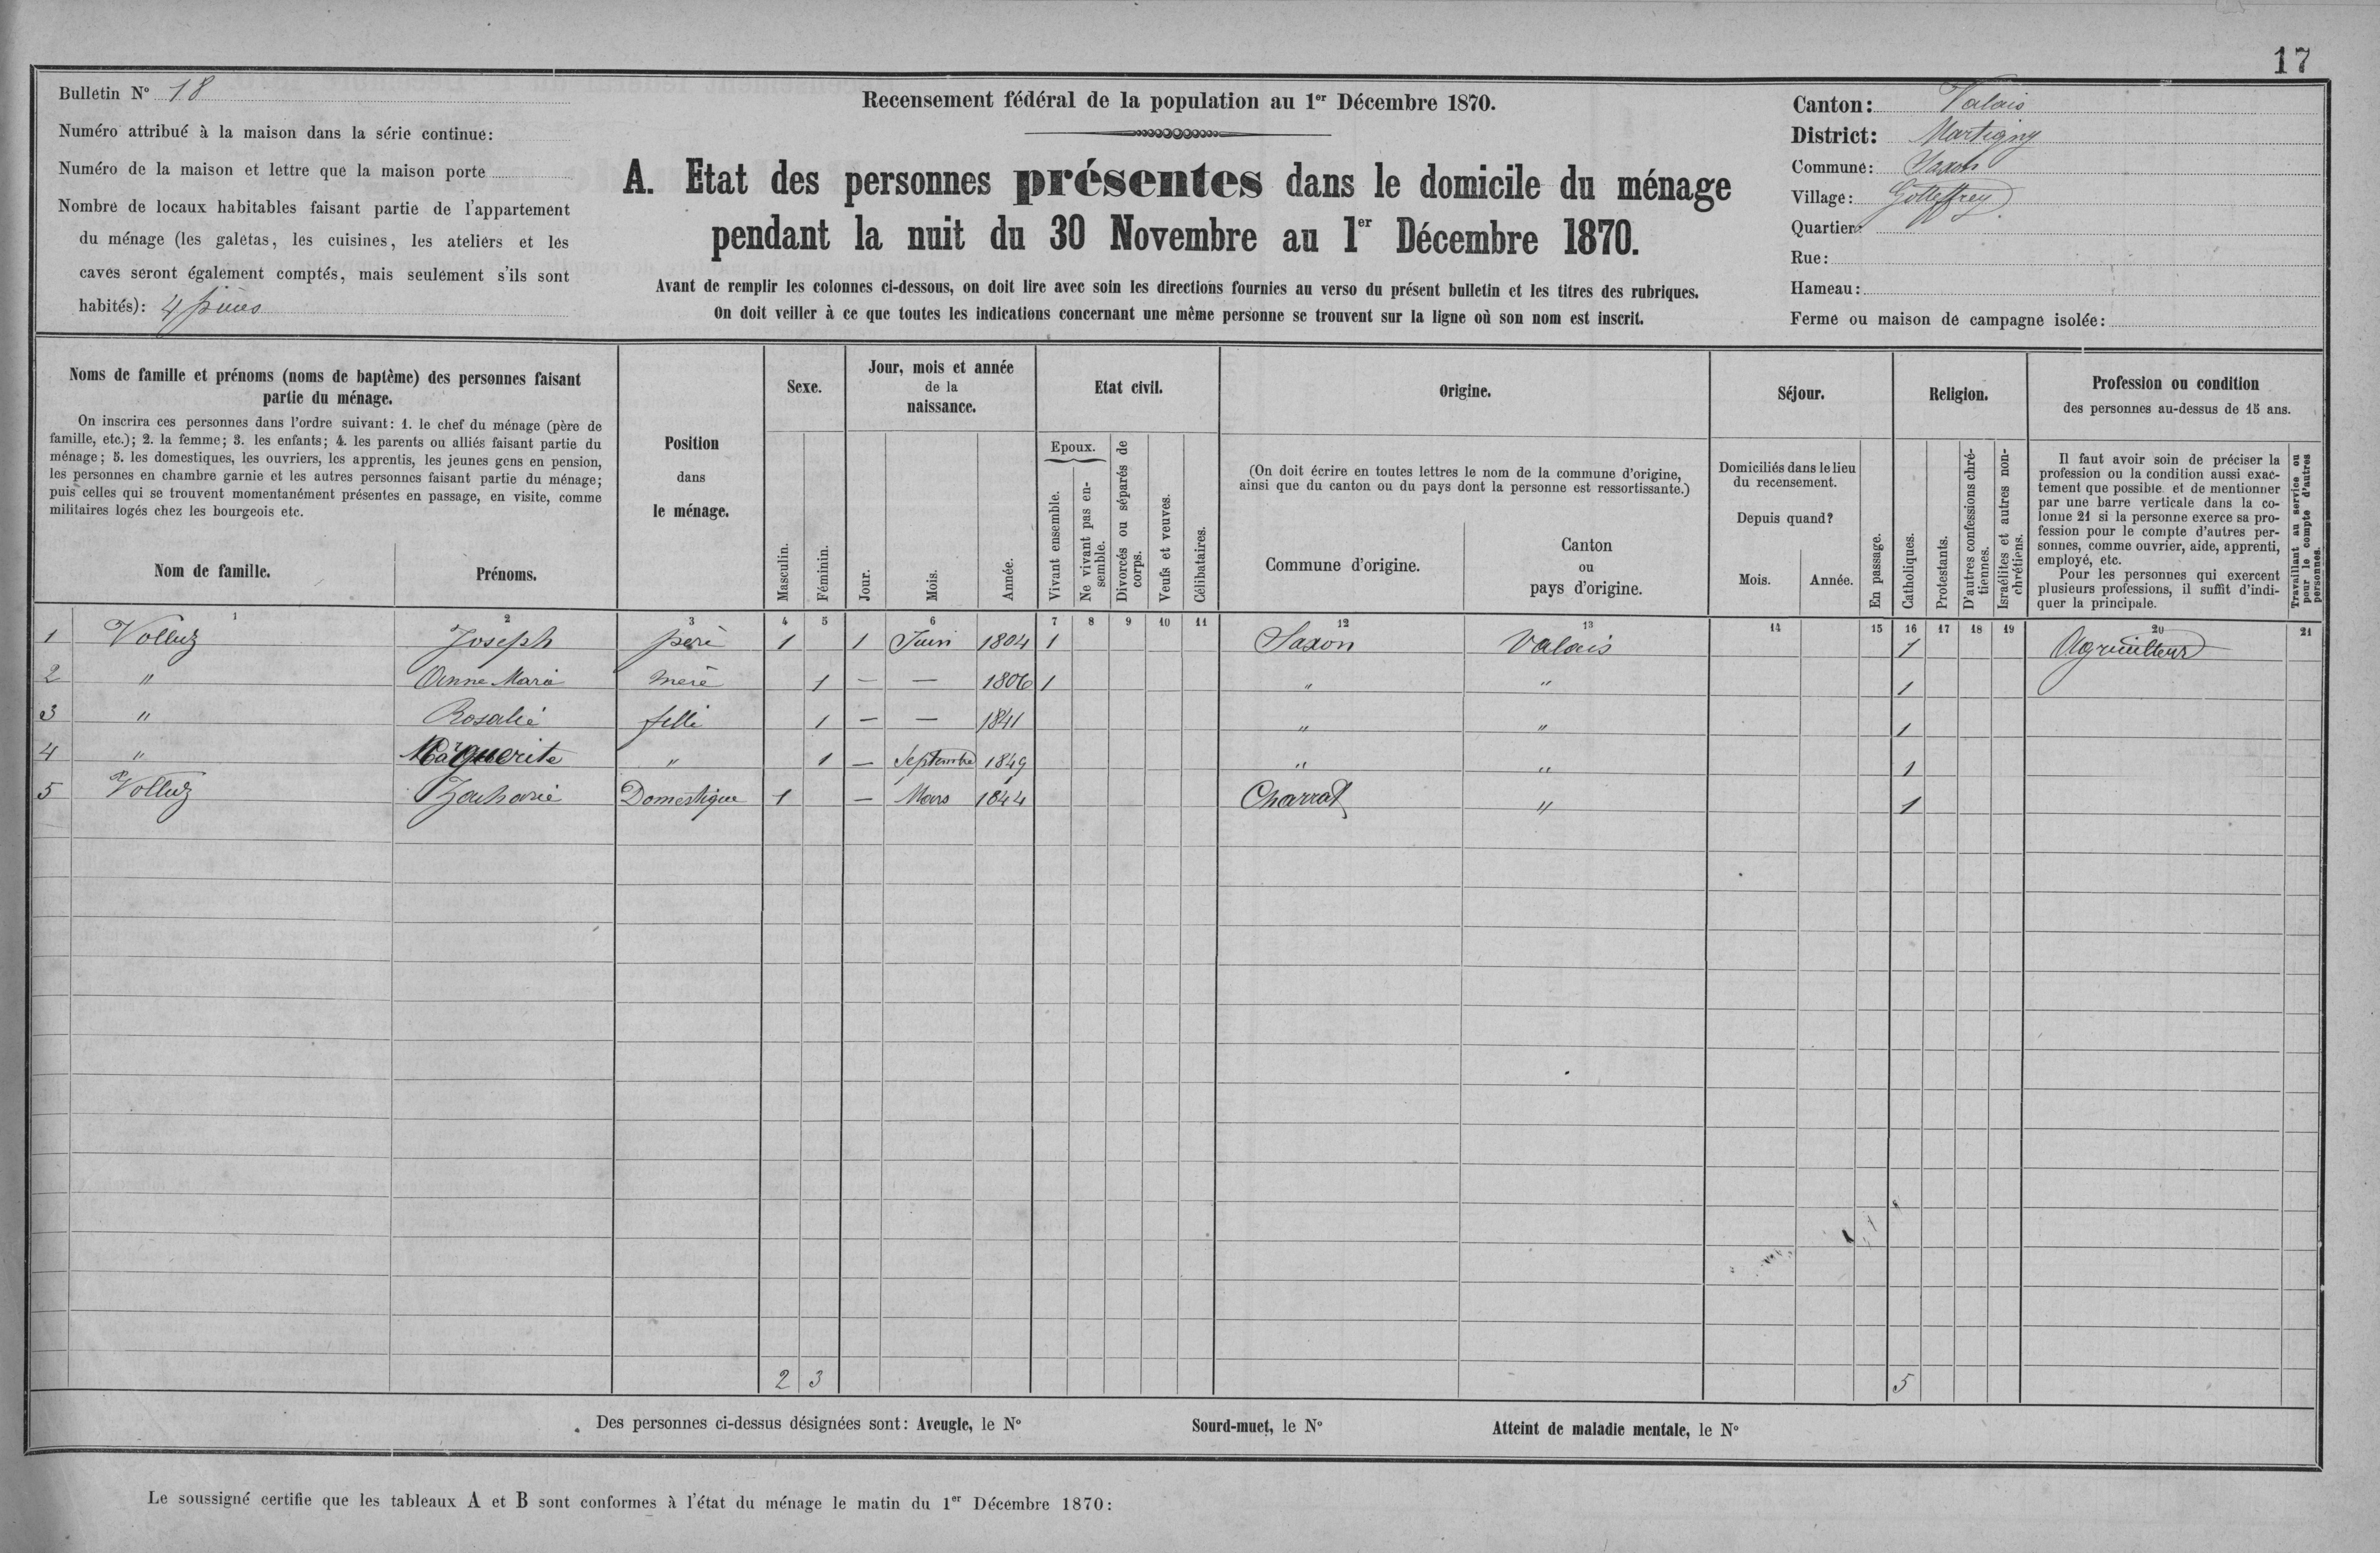 17
Bulletin Nº 18
Numéro attribué à la maison dans la série continue:
Numéro de la maison et lettre que la maison porte
Nombre de locaux habitables faisant partie de l'appartement
du ménage (les galetas, les cuisines, les ateliers et les
caves seront également comptés, mais seulement s'ils sont
habités): 4
Recensement fédéral de la population au 1er Décembre 1870.
A. Etat des personnes présentes dans le domicile du ménage
pendant la nuit du 30 Novembre au 1er Décembre 1870.
Avant de remplir les colonnes ci-dessous, on doit lire avec soin les directions fournies au verso du présent bulletin et les titres des rubriques.
On doit veiller à ce que toutes les indications concernant une même personne se trouvent sur la ligne où son nom est inscrit.
Canton: Valais
District: Martigny
Commune: Saxon
Village:
Quartier:
Rue:
Hameau:
Ferme ou maison de campagne isolée:
Noms de famille et prénoms (noms de baptême) des personnes faisant
partie du ménage.
On inscrira ces personnes dans l'ordre suivant: 1. le chef du ménage (père de
famille, etc.); 2. la femme; 3. les enfants; 4. les parents ou alliés faisant partie du
ménage; 5. les domestiques, les ouvriers, les apprentis, les jeunes gens en pension,
les personnes en chambre garnie et les autres personnes faisant partie du ménage;
puis celles qui se trouvent momentanément présentes en passage, en visite, comme
militaires logés chez les bourgeois etc.
Nom de famille.
Prénoms.
Position
dans
le ménage.
Sexe.
Masculin.
Féminin.
Jour, mois et année
de la
naissance.
Jour.
Mois.
Année.
Etat civil.
Epoux.
Vivant ensemble.
Ne vivant pas en-
semble.
Divorcés ou séparés de
corps.
Veufs et veuves.
Célibataires.
Origine.
(On doit écrire en toutes lettres le nom de la commune d'origine,
ainsi que du canton ou du pays dont la personne est ressortissante.)
Commune d'origine.
Canton
ou
pays d'origine.
Séjour.
Domiciliés dans le lieu
du recensement.
Depuis quand?
Mois.
Année.
En passage.
Religion.
Catholiques.
Protestants.
D'autres confessions chré-
tiennes.
Israélites et autres non-
chrétiens.
Profession ou condition
des personnes au-dessus de 15 ans.
Il faut avoir soin de préciser la
profession ou la condition aussi exac-
tement que possible et de mentionner
par une barre verticale dans la co-
lonne 21 si la personne exerce sa pro-
fession pour le compte d'autres per-
sonnes, comme ouvrier, aide, apprenti,
employé, etc.
Pour les personnes qui exercent
plusieurs professions, il suffit d'indi-
quer la principale.
Travaillant au service ou
pour le compte d'autres
personnes.
1 2 3 4 5 6 7 8 9 10 11 12 13 14 15 16 17 18 19 20 21
1 Volluz Joseph père 1 1 Juin 1804 1 Saxon Valais 1 Agriculteur
2 " Anne Marie mère 1 — — 1806 1 " " 1
3 " Rosalie fille 1 — — 1841 " " 1
4 " Marguerite " 1 — Septembre 1849 " " 1
5 Volluz Zacharie Domestique 1 — Mars 1844 Charrat " 1
2 3 5
Des personnes ci-dessus désignées sont: Aveugle, le Nº Sourd-muet, le Nº Atteint de maladie mentale, le Nº
Le soussigné certifie que les tableaux A et B sont conformes à l'état du ménage le matin du 1er Décembre 1870: